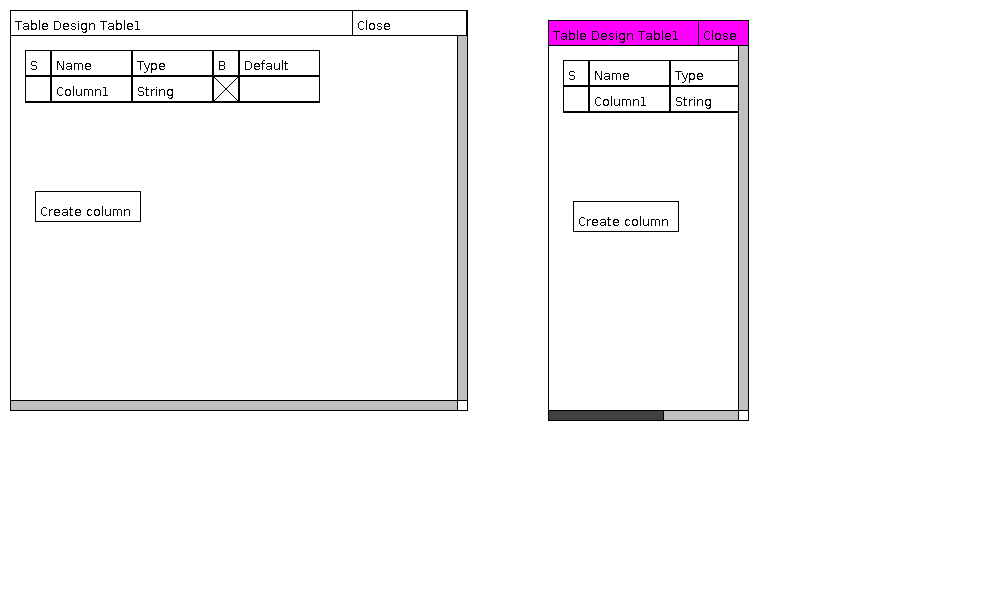 Table Design Table1 Close
S Name Type B Default
Column1 String
Create column
Table Design Table1 Close
S Name Type
Column1 String
Create column